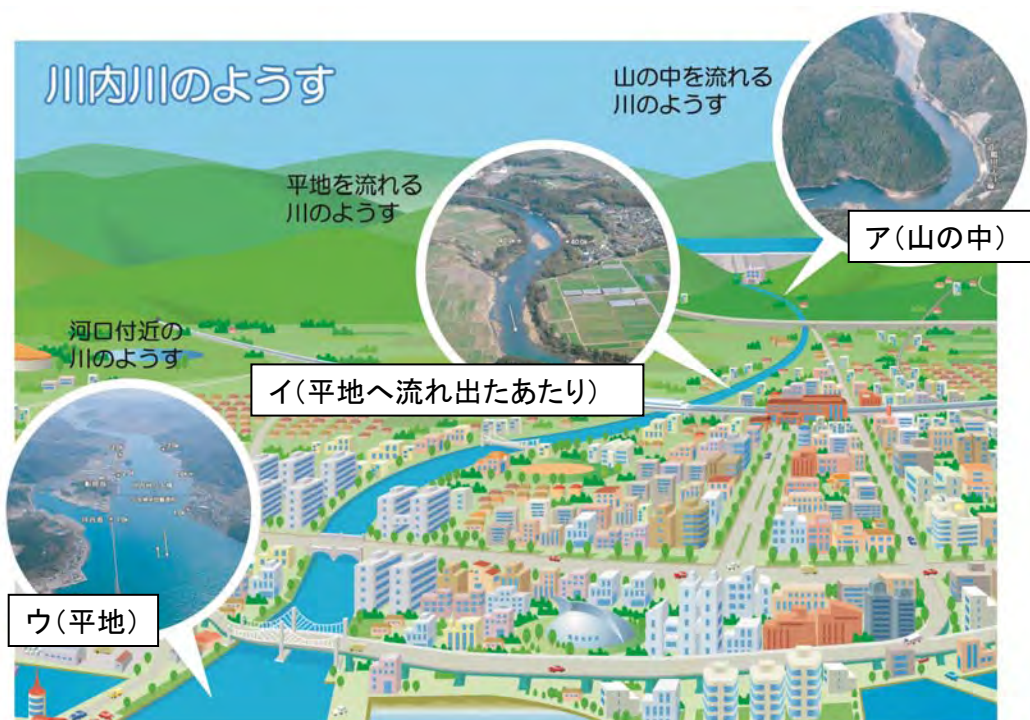 川内川のようす
山の中を流れる
川のようす
ア(山の中)
平地を流れる
川のようす
イ(平地へ流れ出たあたり)
河口付近の
川のようす
ウ(平地)